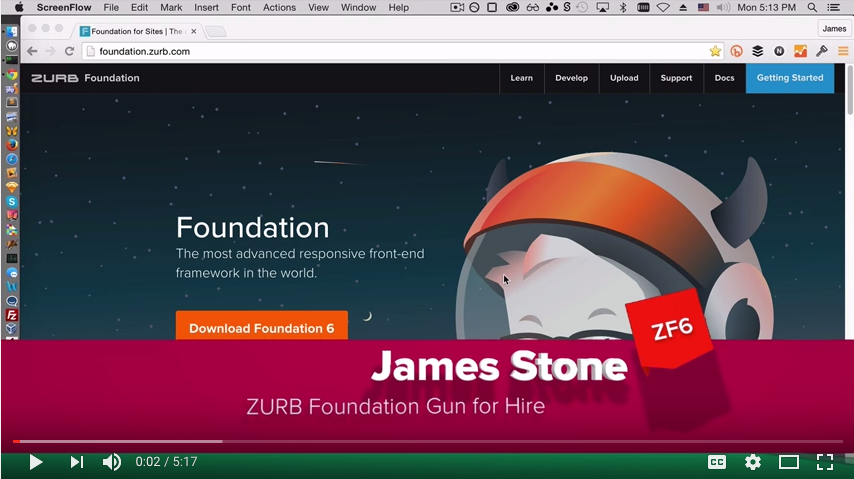 ScreenFlow File Edit Mark Insert Font Actions View Window Help Mon 5:13 PM
Foundation for Sites | The
James
foundation.zurb.com
ZURB Foundation Learn Develop Upload Support Docs Getting Started
Foundation
The most advanced responsive front-end
framework in the world.
Download Foundation 6
ZF6
James Stone
ZURB Foundation Gun for Hire
0:02 / 5:17 CC